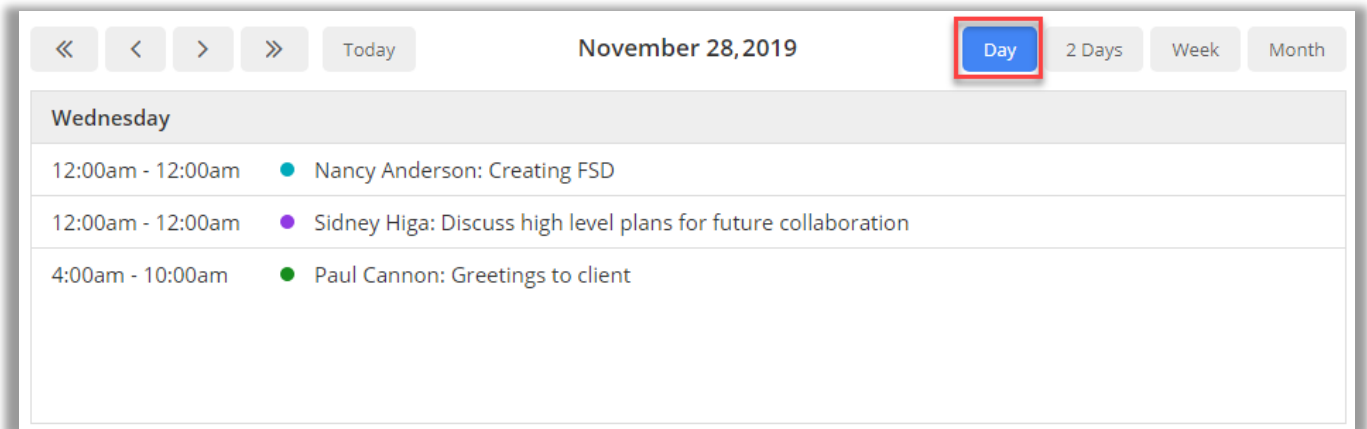 Today November 28,2019 Day 2 Days Week Month
Wednesday
12:00am - 12:00am Nancy Anderson: Creating FSD
12:00am - 12:00am Sidney Higa: Discuss high level plans for future collaboration
4:00am - 10:00am Paul Cannon: Greetings to client